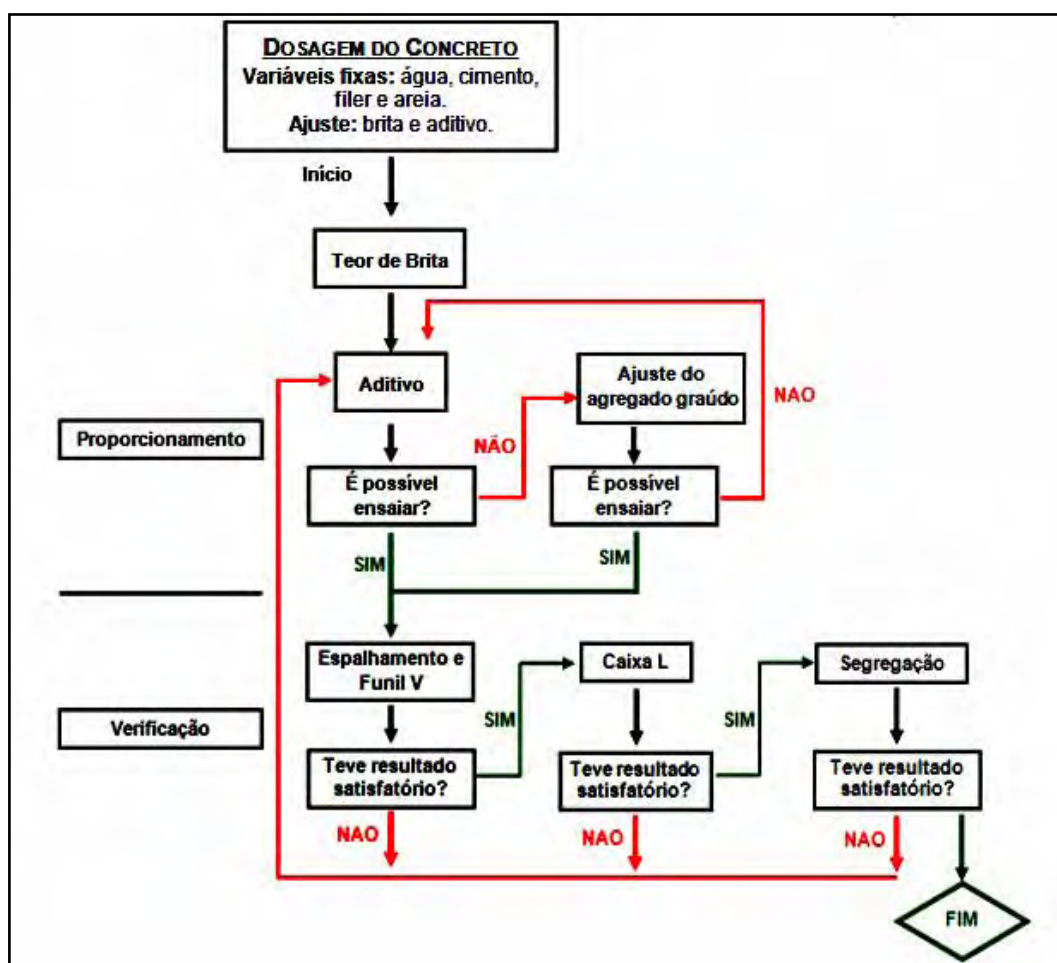 DOSAGEM DO CONCRETO
Variáveis fixas: água, cimento,
filer e areia.
Ajuste: brita e aditivo.
Início
Teor de Brita
Aditivo
Ajuste do
agregado graúdo
NAO
Proporcionamento
NÃO
É possível
ensaiar?
É possível
ensaiar?
SIM
SIM
Espalhamento e
Funil V
Caixa L
Segregação
Verificação
SIM
SIM
Teve resultado
satisfatório?
Teve resultado
satisfatório?
Teve resultado
satisfatório?
NAO
NAO
NAO
FIM